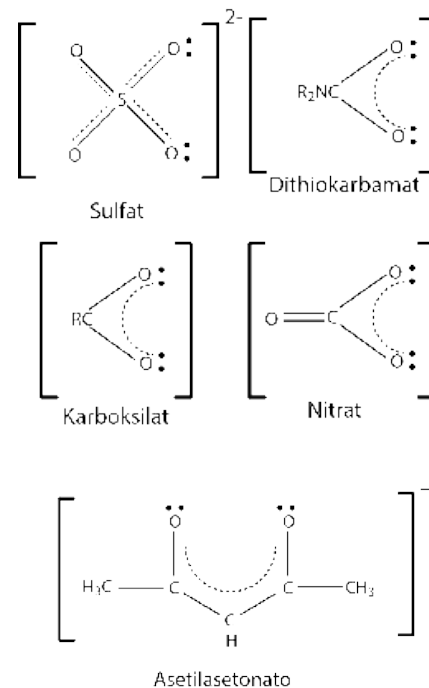 2-
O O
S
O O
Sulfat
O
R₂NC
O
Dithiokarbamat
O
RC
O
Karboksilat
O
O C
O
Nitrat
–
O O
H₃C C C CH₃
C
H
Asetilasetonato